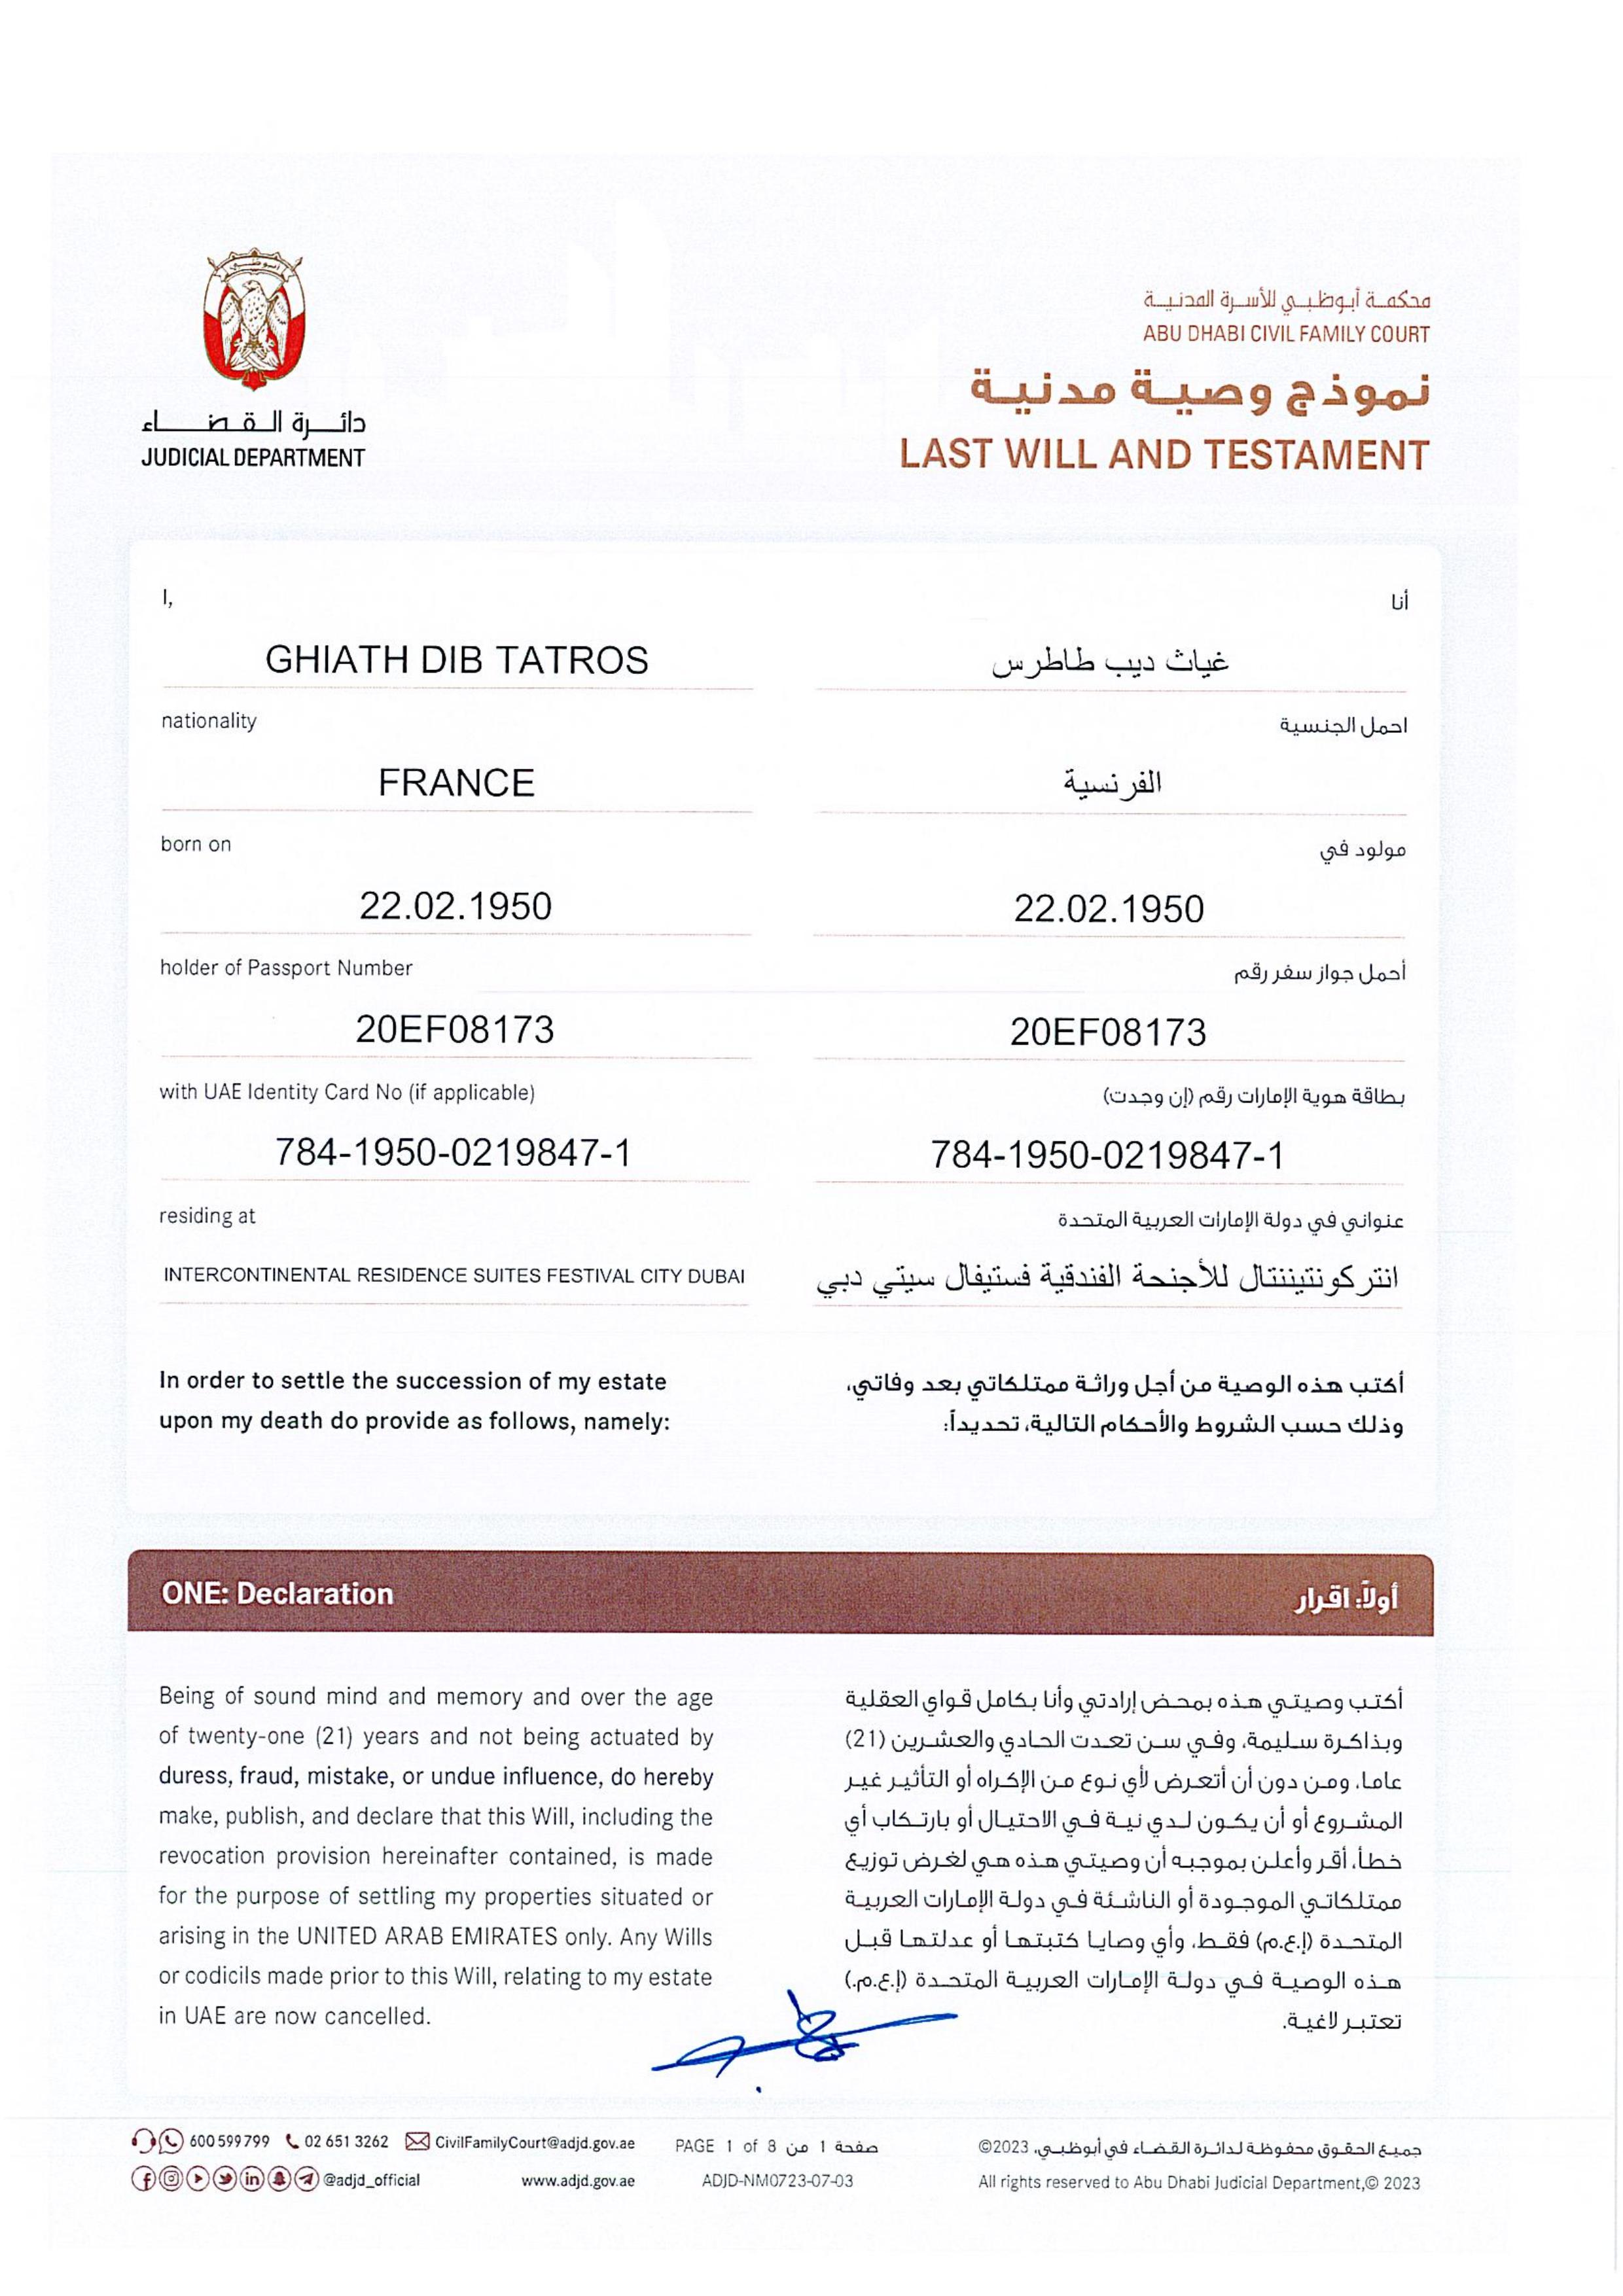 دائرة القضاء
JUDICIAL DEPARTMENT
محكمة أبوظبي للأسرة المدنية
ABU DHABI CIVIL FAMILY COURT
نموذج وصية مدنية
LAST WILL AND TESTAMENT
I,
أنا
GHIATH DIB TATROS
غياث ديب طاطرس
nationality
احمل الجنسية
FRANCE
الفرنسية
born on
مولود في
22.02.1950
22.02.1950
holder of Passport Number
أحمل جواز سفر رقم
20EF08173
20EF08173
with UAE Identity Card No (if applicable)
بطاقة هوية الإمارات رقم (إن وجدت)
784-1950-0219847-1
784-1950-0219847-1
residing at
عنواني في دولة الإمارات العربية المتحدة
INTERCONTINENTAL RESIDENCE SUITES FESTIVAL CITY DUBAI
انتركونتيننتال للأجنحة الفندقية فستيفال سيتي دبي
In order to settle the succession of my estate
upon my death do provide as follows, namely:
أكتب هذه الوصية من أجل وراثة ممتلكاتي بعد وفاتي،
وذلك حسب الشروط والأحكام التالية، تحديداً:
ONE: Declaration
أولاً: اقرار
Being of sound mind and memory and over the age
of twenty-one (21) years and not being actuated by
duress, fraud, mistake, or undue influence, do hereby
make, publish, and declare that this Will, including the
revocation provision hereinafter contained, is made
for the purpose of settling my properties situated or
arising in the UNITED ARAB EMIRATES only. Any Wills
or codicils made prior to this Will, relating to my estate
in UAE are now cancelled.
أكتب وصيتي هذه بمحض إرادتي وأنا بكامل قواي العقلية
وبذاكرة سليمة، وفي سن تعدت الحادي والعشرين (21)
عاما، ومن دون أن أتعرض لأي نوع من الإكراه أو التأثير غير
المشروع أو أن يكون لدي نية في الاحتيال أو بارتكاب أي
خطأ، أقر وأعلن بموجبه أن وصيتي هذه هي لغرض توزيع
ممتلكاتي الموجودة أو الناشئة في دولة الإمارات العربية
المتحدة (إ.ع.م) فقط، وأي وصايا كتبتها أو عدلتها قبل
هذه الوصية في دولة الإمارات العربية المتحدة (إ.ع.م.)
تعتبر لاغية.
600 599 799 02 651 3262 CivilFamilyCourt@adjd.gov.ae
@adjd_official www.adjd.gov.ae
PAGE 1 of 8 صفحة 1 من
ADJD-NM0723-07-03
جميع الحقوق محفوظة لدائرة القضاء في أبوظبي، 2023©
All rights reserved to Abu Dhabi Judicial Department,© 2023